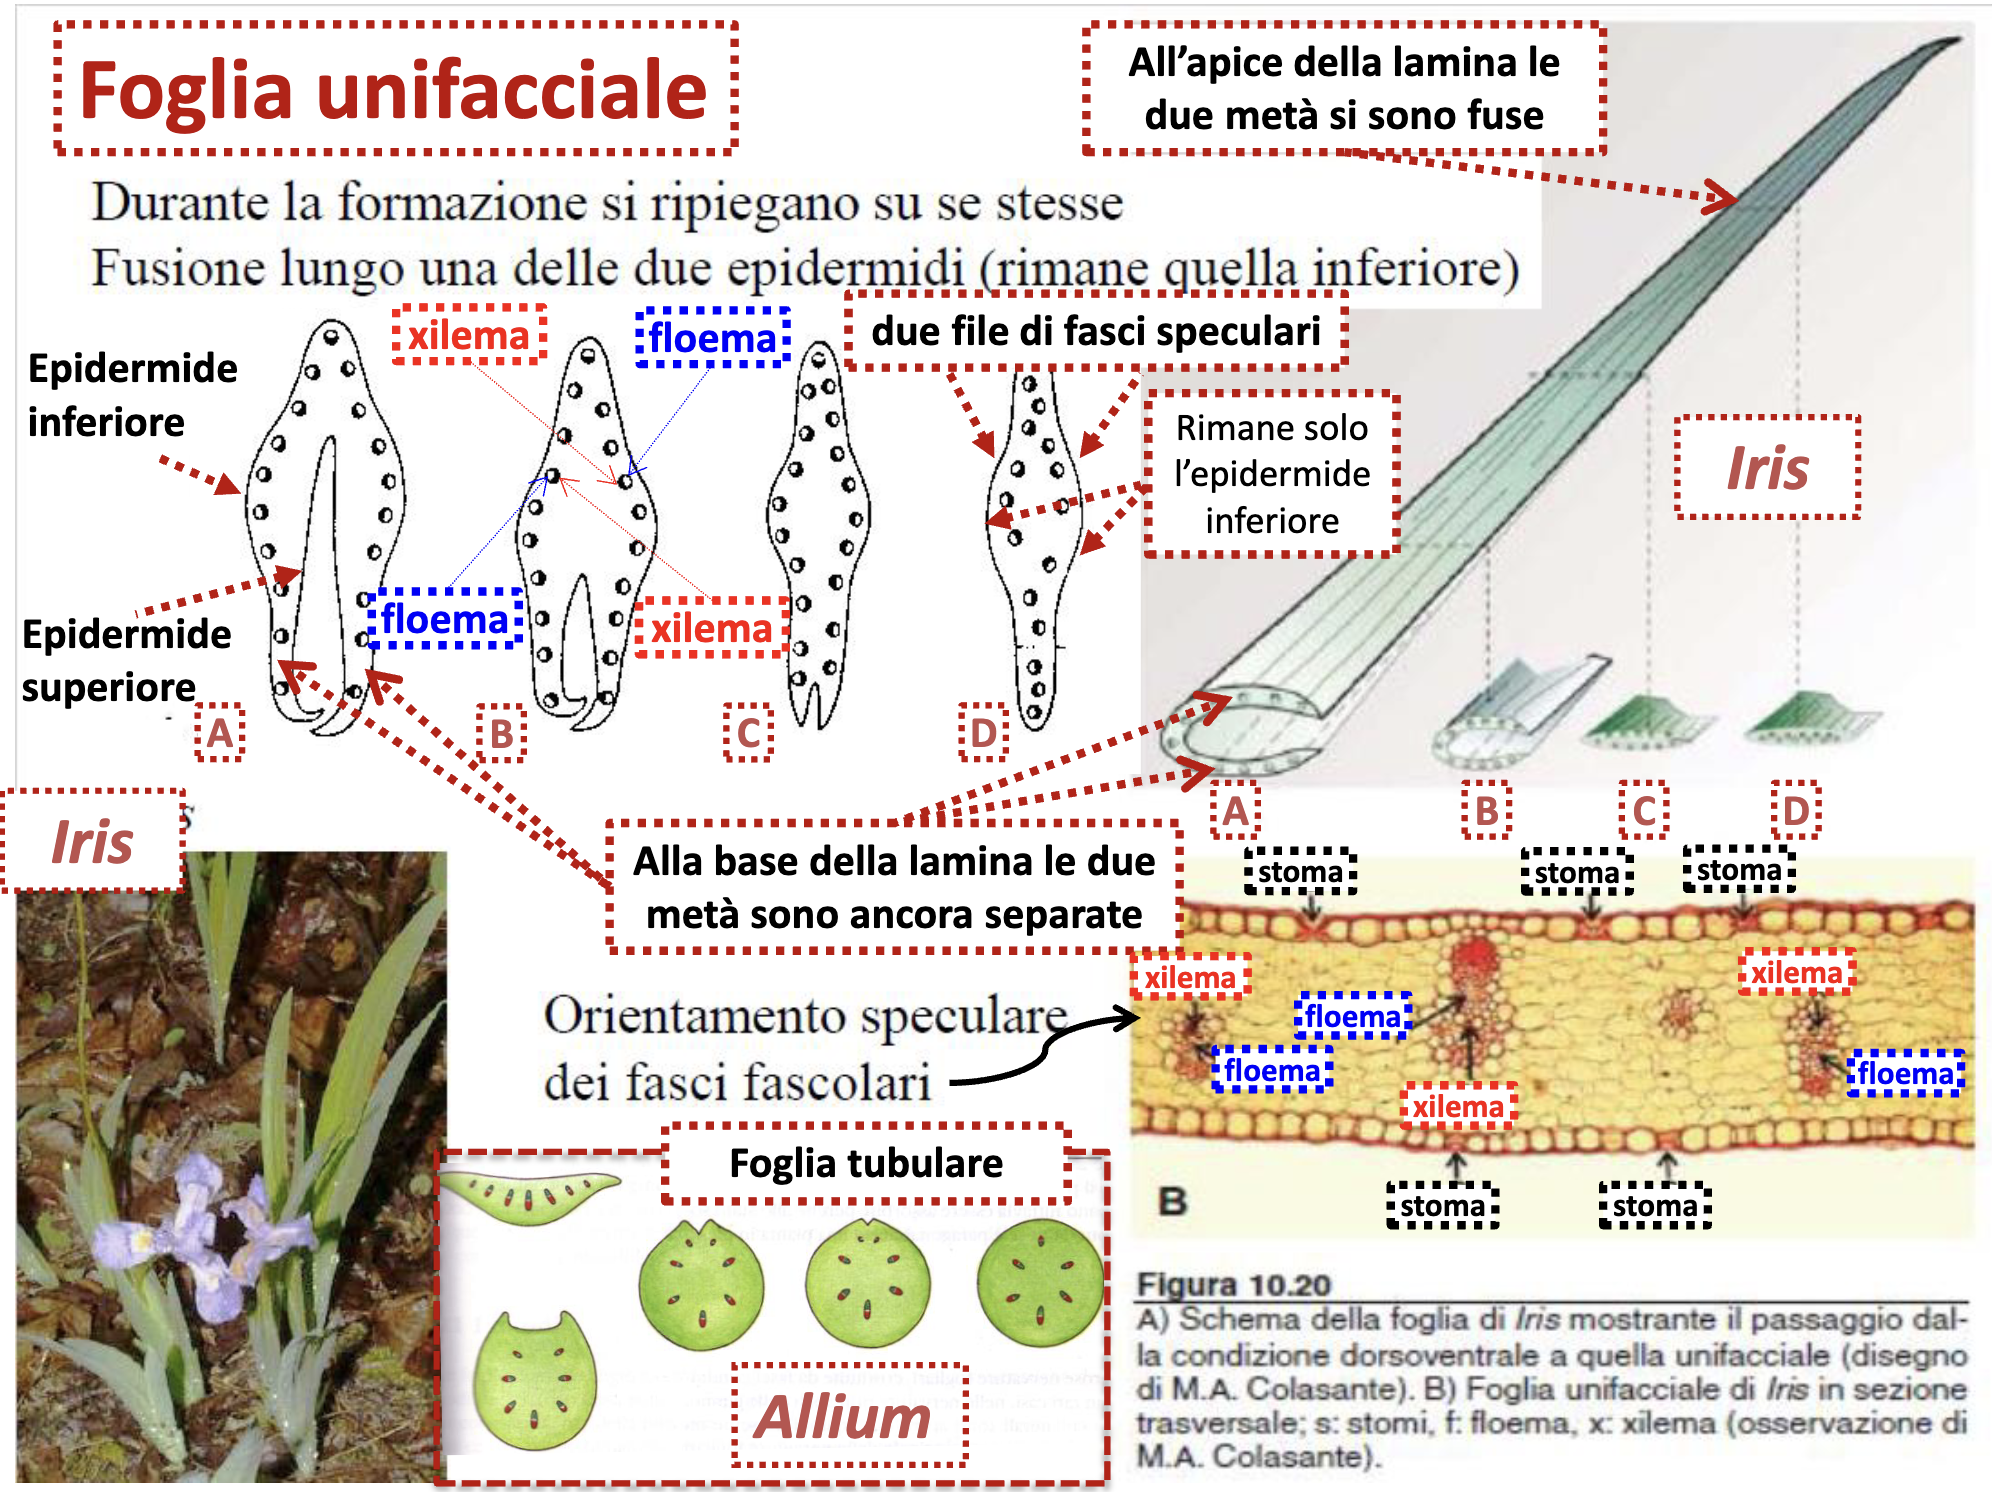 Foglia unifacciale
All'apice della lamina le
due metà si sono fuse
Durante la formazione si ripiegano su se stesse
Fusione lungo una delle due epidermidi (rimane quella inferiore)
xilema
floema
due file di fasci speculari
Epidermide
inferiore
Rimane solo
l'epidermide
inferiore
Iris
floema
xilema
Epidermide
superiore
A
B
C
D
A
B
C
D
Iris
s
Alla base della lamina le due
metà sono ancora separate
stoma
stoma
stoma
xilema
floema
xilema
floema
floema
xilema
Orientamento speculare
dei fasci fascolari
stoma
stoma
B
Foglia tubulare
Allium
Figura 10.20
A) Schema della foglia di Iris mostrante il passaggio dal-
la condizione dorsoventrale a quella unifacciale (disegno
di M.A. Colasante). B) Foglia unifacciale di Iris in sezione
trasversale; s: stomi, f: floema, x: xilema (osservazione di
M.A. Colasante).